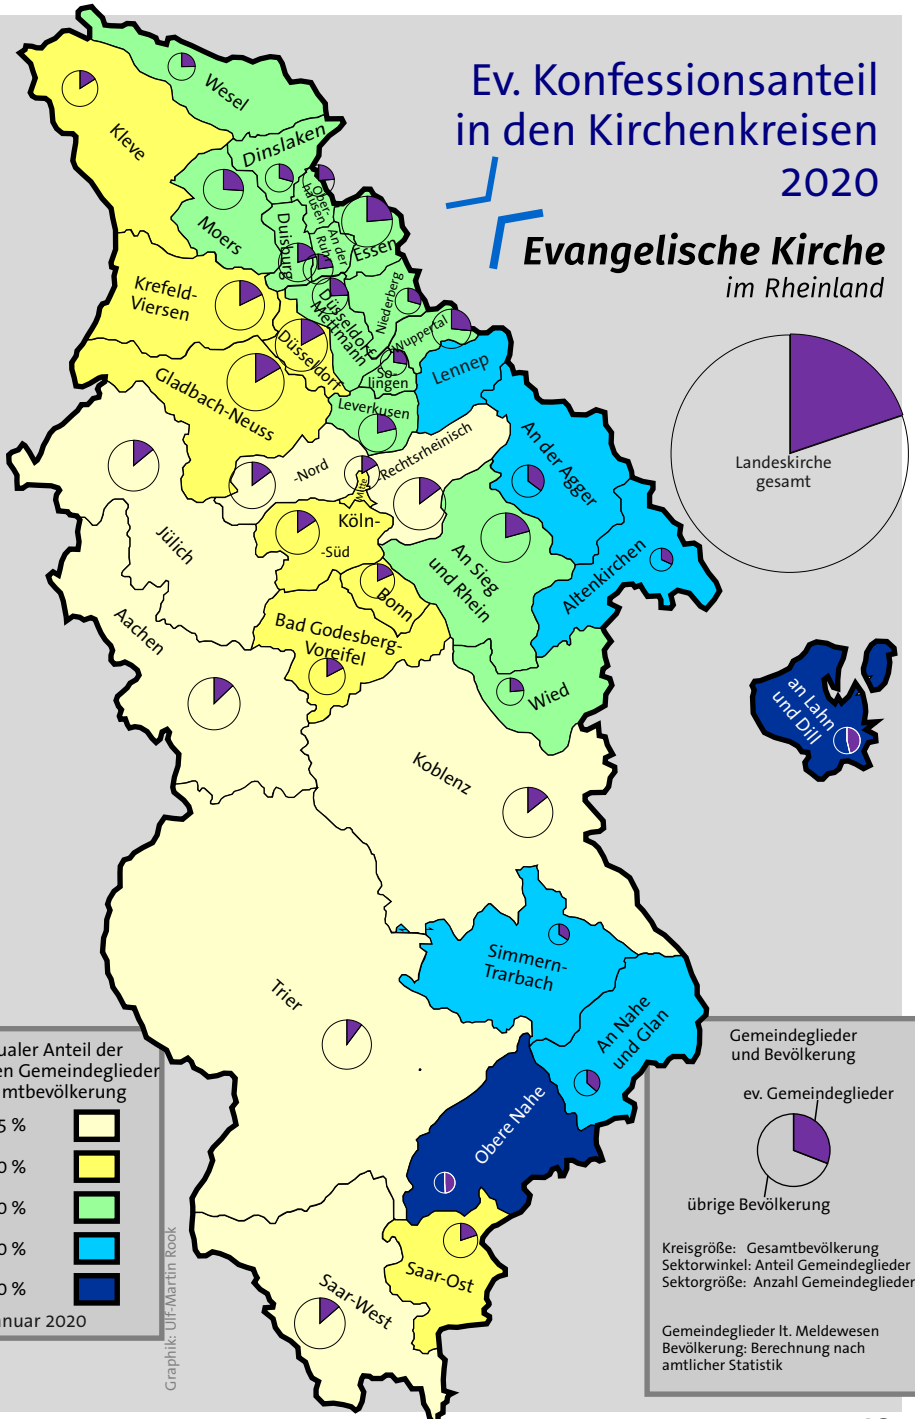 Ev. Konfessionsanteil
in den Kirchenkreisen
2020
Evangelische Kirche
im Rheinland
Wesel
Kleve
Dinslaken
Ober-
hausen
Moers
Duisburg
An der
Ruhr
Essen
Krefeld-
Viersen
Düsseldorf
Mettmann
Niederberg
Wuppertal
Düsseldorf
So-
lingen
Lennep
Gladbach-Neuss
Leverkusen
Landeskirche
gesamt
-Nord
Mitte
-Rechtsrheinisch
An der Agger
Köln-
-Süd
Jülich
An Sieg
und Rhein
Altenkirchen
Bonn
Aachen
Bad Godesberg-
Voreifel
Wied
an Lahn
und Dill
Koblenz
Simmern-
Trarbach
Trier
An Nahe
und Glan
Obere Nahe
Saar-Ost
Saar-West
ualer Anteil der
en Gemeindeglieder
mtbevölkerung
5 %
0 %
0 %
0 %
0 %
anuar 2020
Graphik: Ulf-Martin Rook
Gemeindeglieder
und Bevölkerung
ev. Gemeindeglieder
übrige Bevölkerung
Kreisgröße: Gesamtbevölkerung
Sektorwinkel: Anteil Gemeindeglieder
Sektorgröße: Anzahl Gemeindeglieder
Gemeindeglieder lt. Meldewesen
Bevölkerung: Berechnung nach
amtlicher Statistik